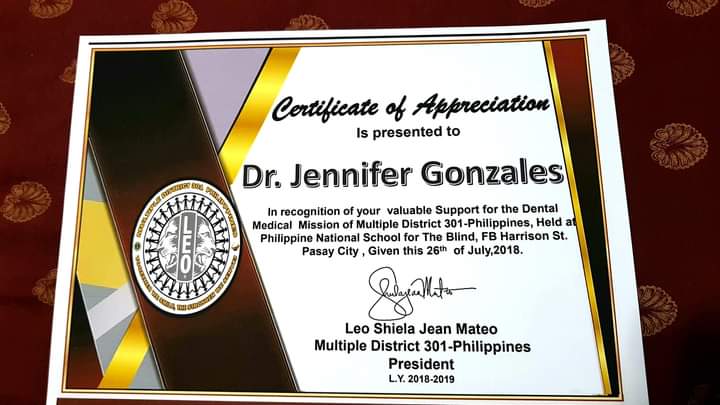 Certificate of Appreciation
Is presented to
Dr. Jennifer Gonzales
In recognition of your valuable Support for the Dental
Medical Mission of Multiple District 301-Philippines, Held at
Philippine National School for The Blind, FB Harrison St.
Pasay City , Given this 26th of July,2018.
MULTIPLE DISTRICT 301 PHILIPPINES
LEO
Leo Shiela Jean Mateo
Multiple District 301-Philippines
President
L.Y. 2018-2019